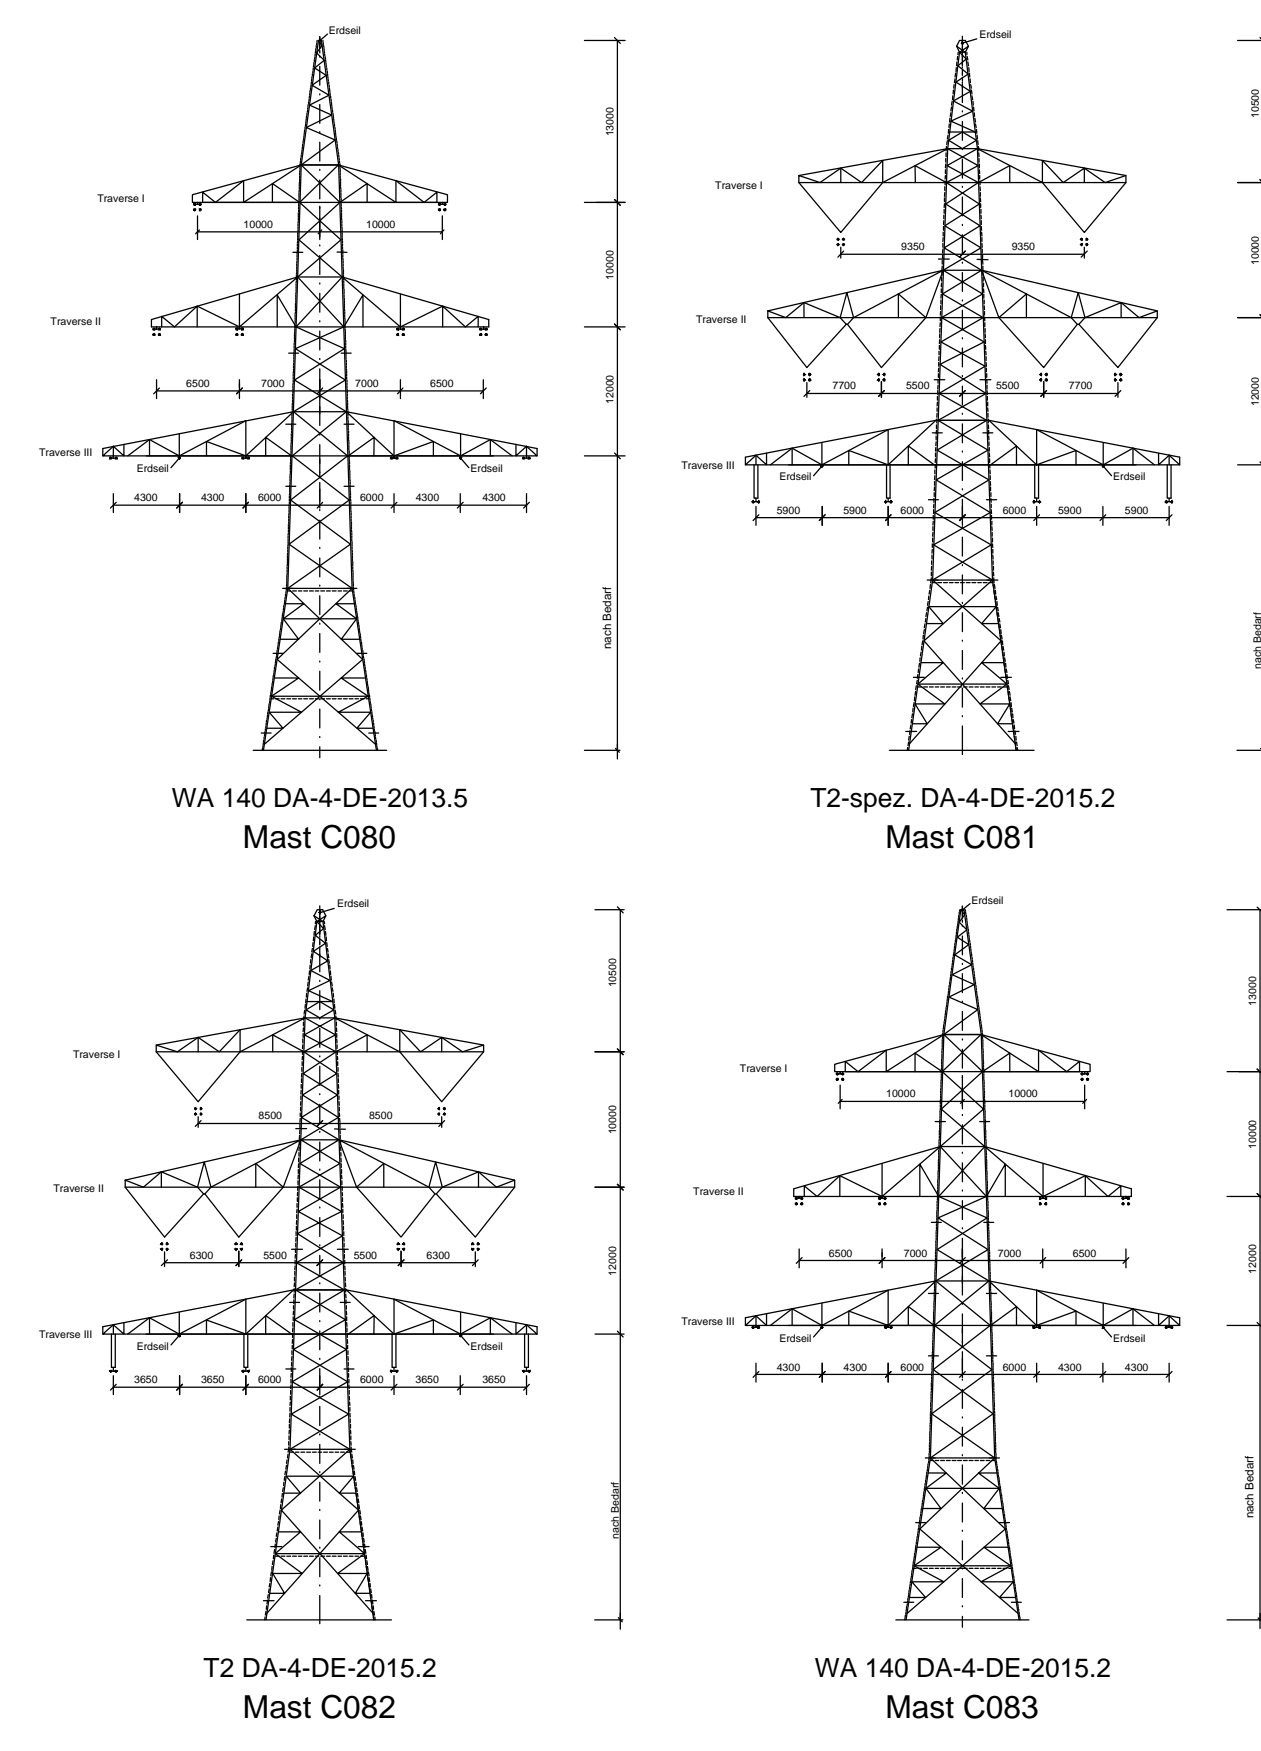 Erdseil
13000
Traverse I
10000 10000
10000
Traverse II
6500 7000 7000 6500
12000
Traverse III
Erdseil Erdseil
4300 4300 6000 6000 4300 4300
nach Bedarf
WA 140 DA-4-DE-2013.5
Mast C080
Erdseil
10500
Traverse I
9350 9350
10000
Traverse II
7700 5500 5500 7700
12000
Traverse III
Erdseil Erdseil
5900 5900 6000 6000 5900 5900
nach Bedarf
T2-spez. DA-4-DE-2015.2
Mast C081
Erdseil
10500
Traverse I
8500 8500
10000
Traverse II
6300 5500 5500 6300
12000
Traverse III
Erdseil Erdseil
3650 3650 6000 6000 3650 3650
nach Bedarf
T2 DA-4-DE-2015.2
Mast C082
Erdseil
13000
Traverse I
10000 10000
10000
Traverse II
6500 7000 7000 6500
12000
Traverse III
Erdseil Erdseil
4300 4300 6000 6000 4300 4300
nach Bedarf
WA 140 DA-4-DE-2015.2
Mast C083